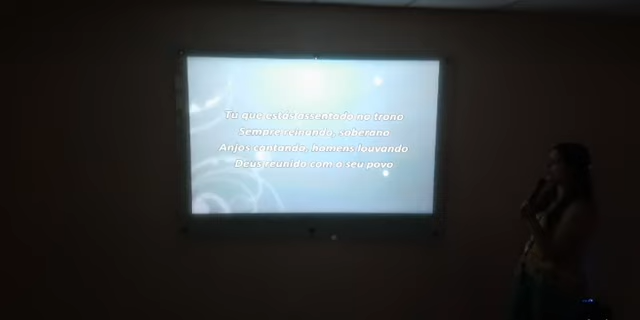 Tu que estás assentado no trono
Sempre reinando, soberano
Anjos cantando, homens louvando
Deus reunido com o seu povo